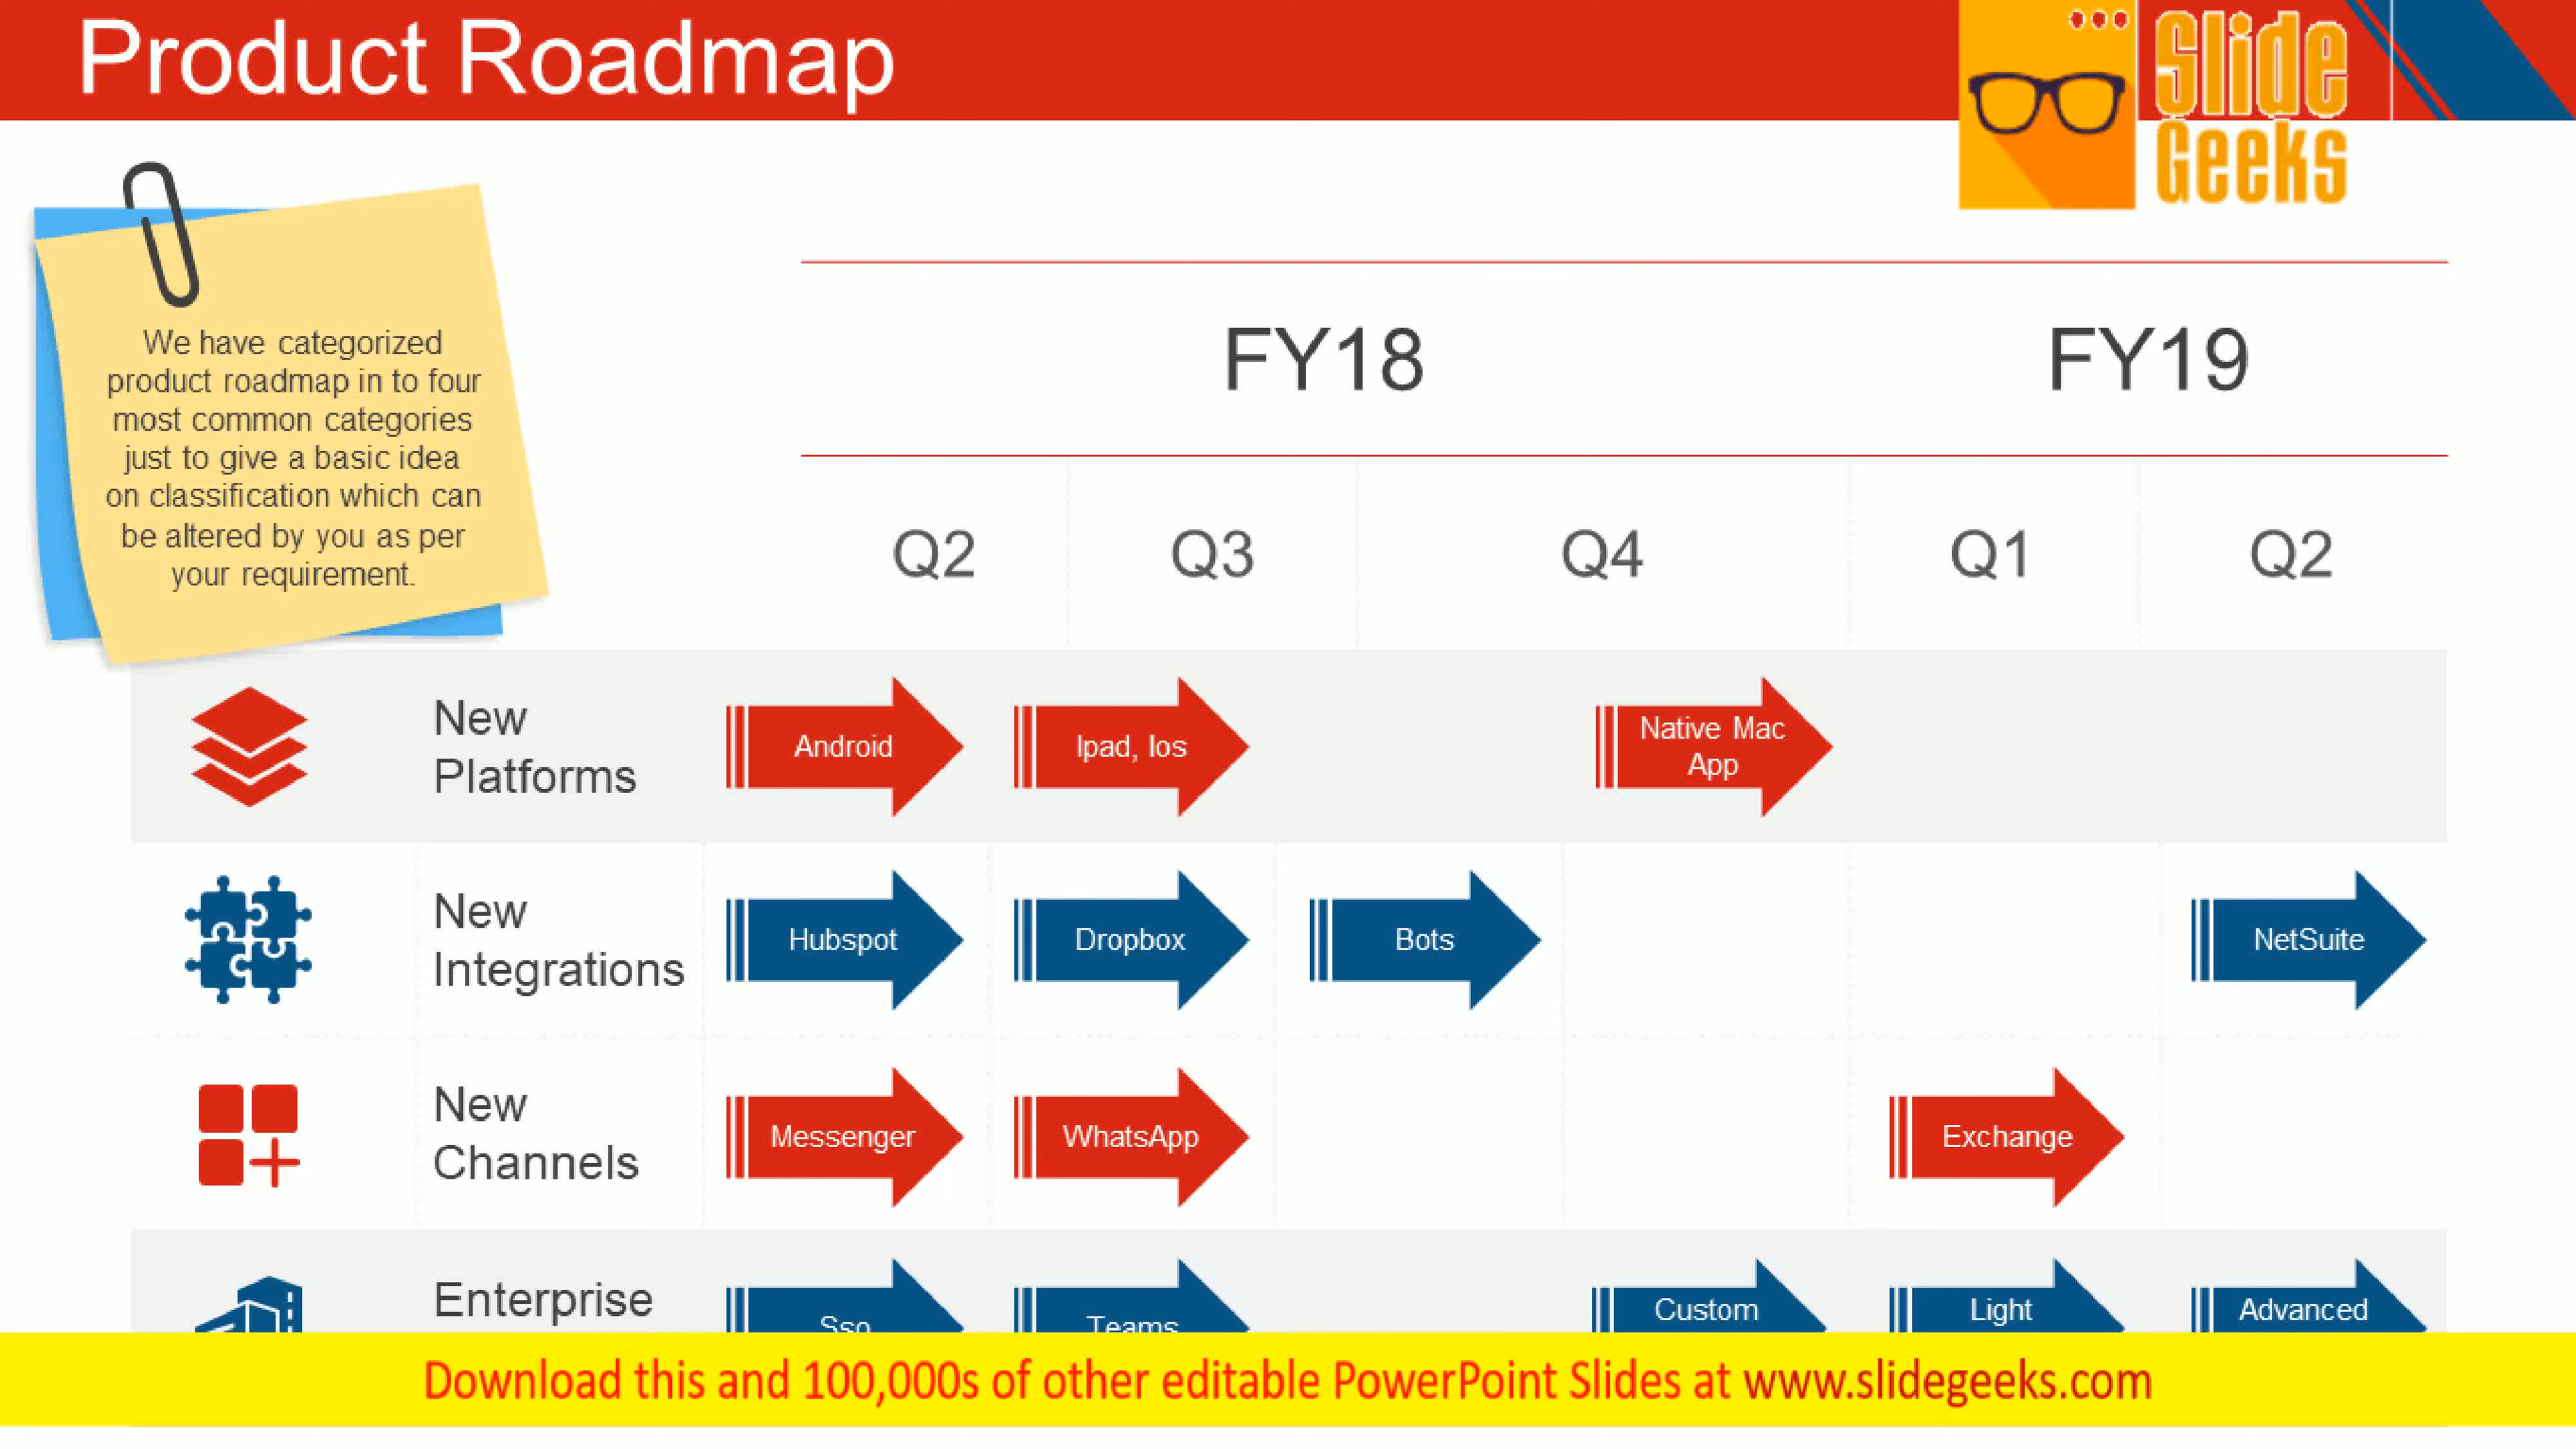 Product Roadmap
Slide
Geeks
We have categorized
product roadmap in to four
most common categories
just to give a basic idea
on classification which can
be altered by you as per
your requirement.
FY18
FY19
Q2
Q3
Q4
Q1
Q2
New
Platforms
Android
Ipad, Ios
Native Mac
App
New
Integrations
Hubspot
Dropbox
Bots
NetSuite
New
Channels
Messenger
WhatsApp
Exchange
Enterprise
Sso
Teams
Custom
Light
Advanced
Download this and 100,000s of other editable PowerPoint Slides at www.slidegeeks.com